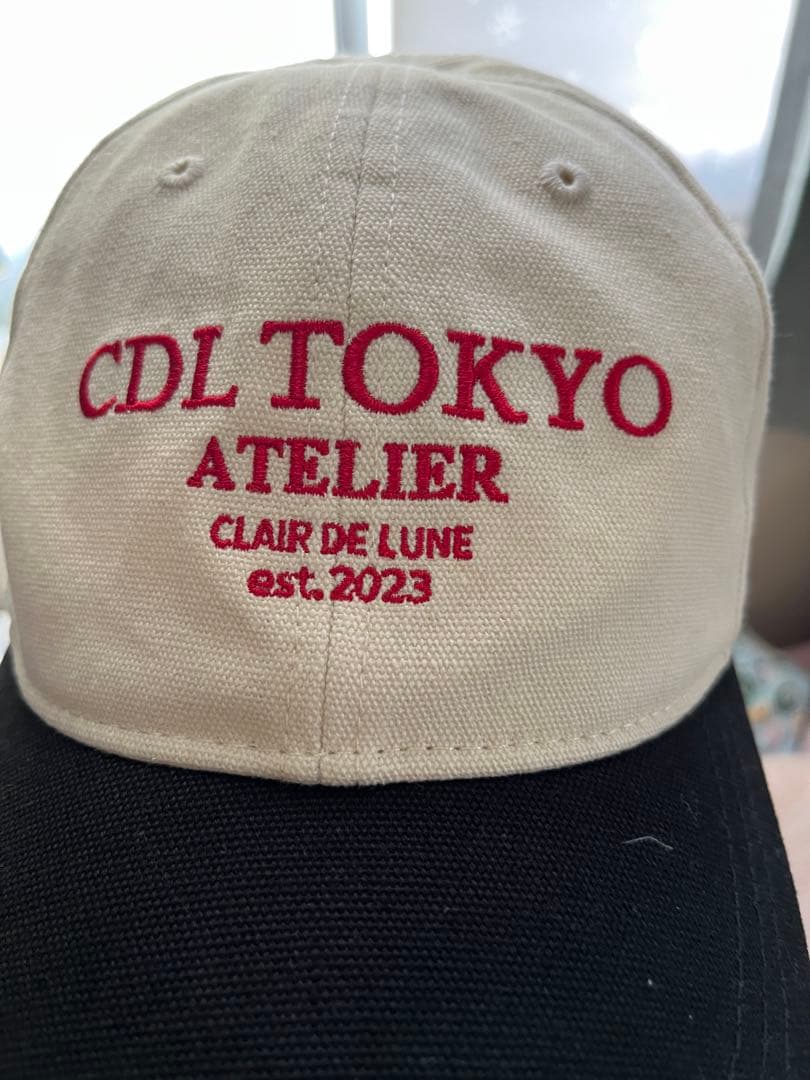 CDL TOKYO
ATELIER
CLAIR DE LUNE
est.2023